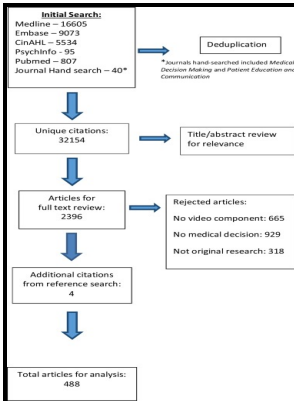 Initial Search:
Medline – 16605
Embase – 9073
CinAHL – 5534
PsychInfo - 95
Pubmed – 807
Journal Hand search – 40*
Deduplication
*Journals hand-searched included Medical
Decision Making and Patient Education and
Communication
Unique citations:
32154
Title/abstract review
for relevance
Articles for
full text review:
2396
Rejected articles:
No video component: 665
No medical decision: 929
Not original research: 318
Additional citations
from reference search:
4
Total articles for analysis:
488